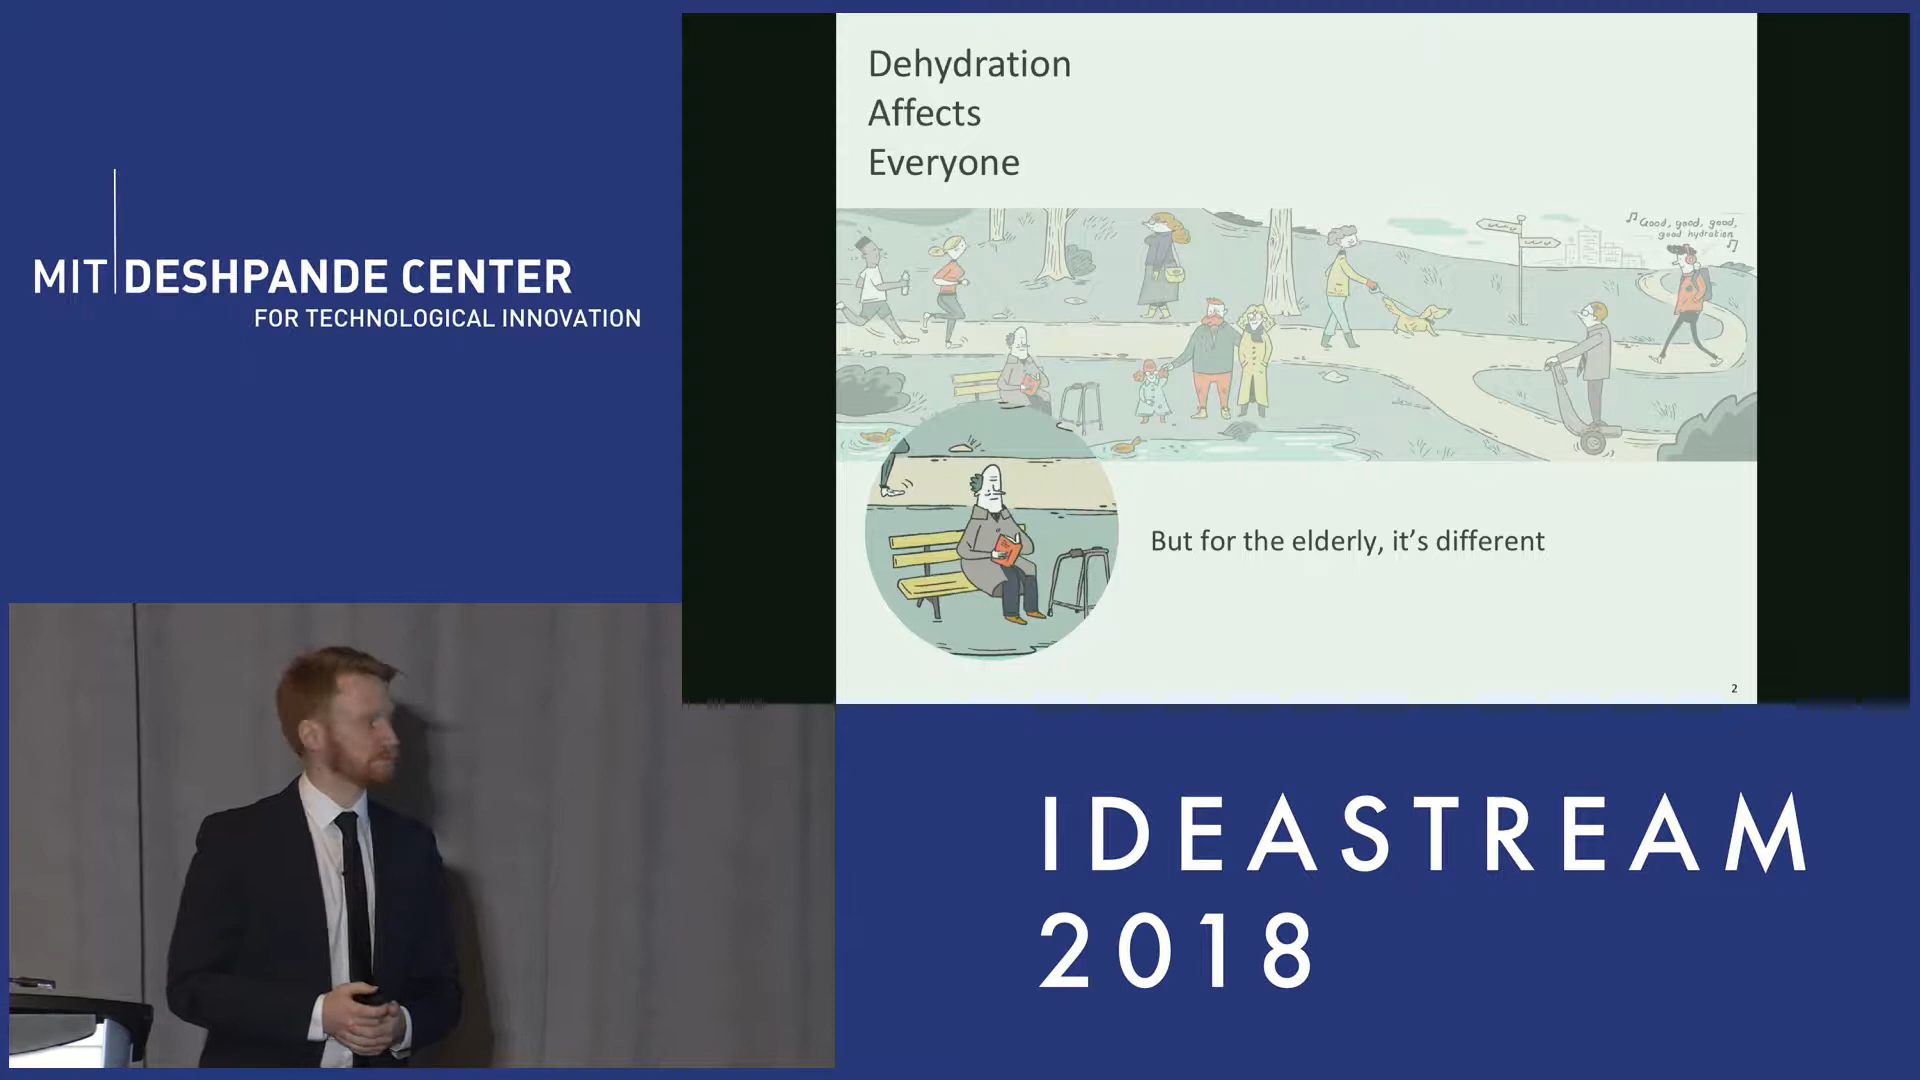 MIT DESHPANDE CENTER
FOR TECHNOLOGICAL INNOVATION
Dehydration
Affects
Everyone
Good, good, good,
good hydration
But for the elderly, it's different
2
IDEASTREAM
2018